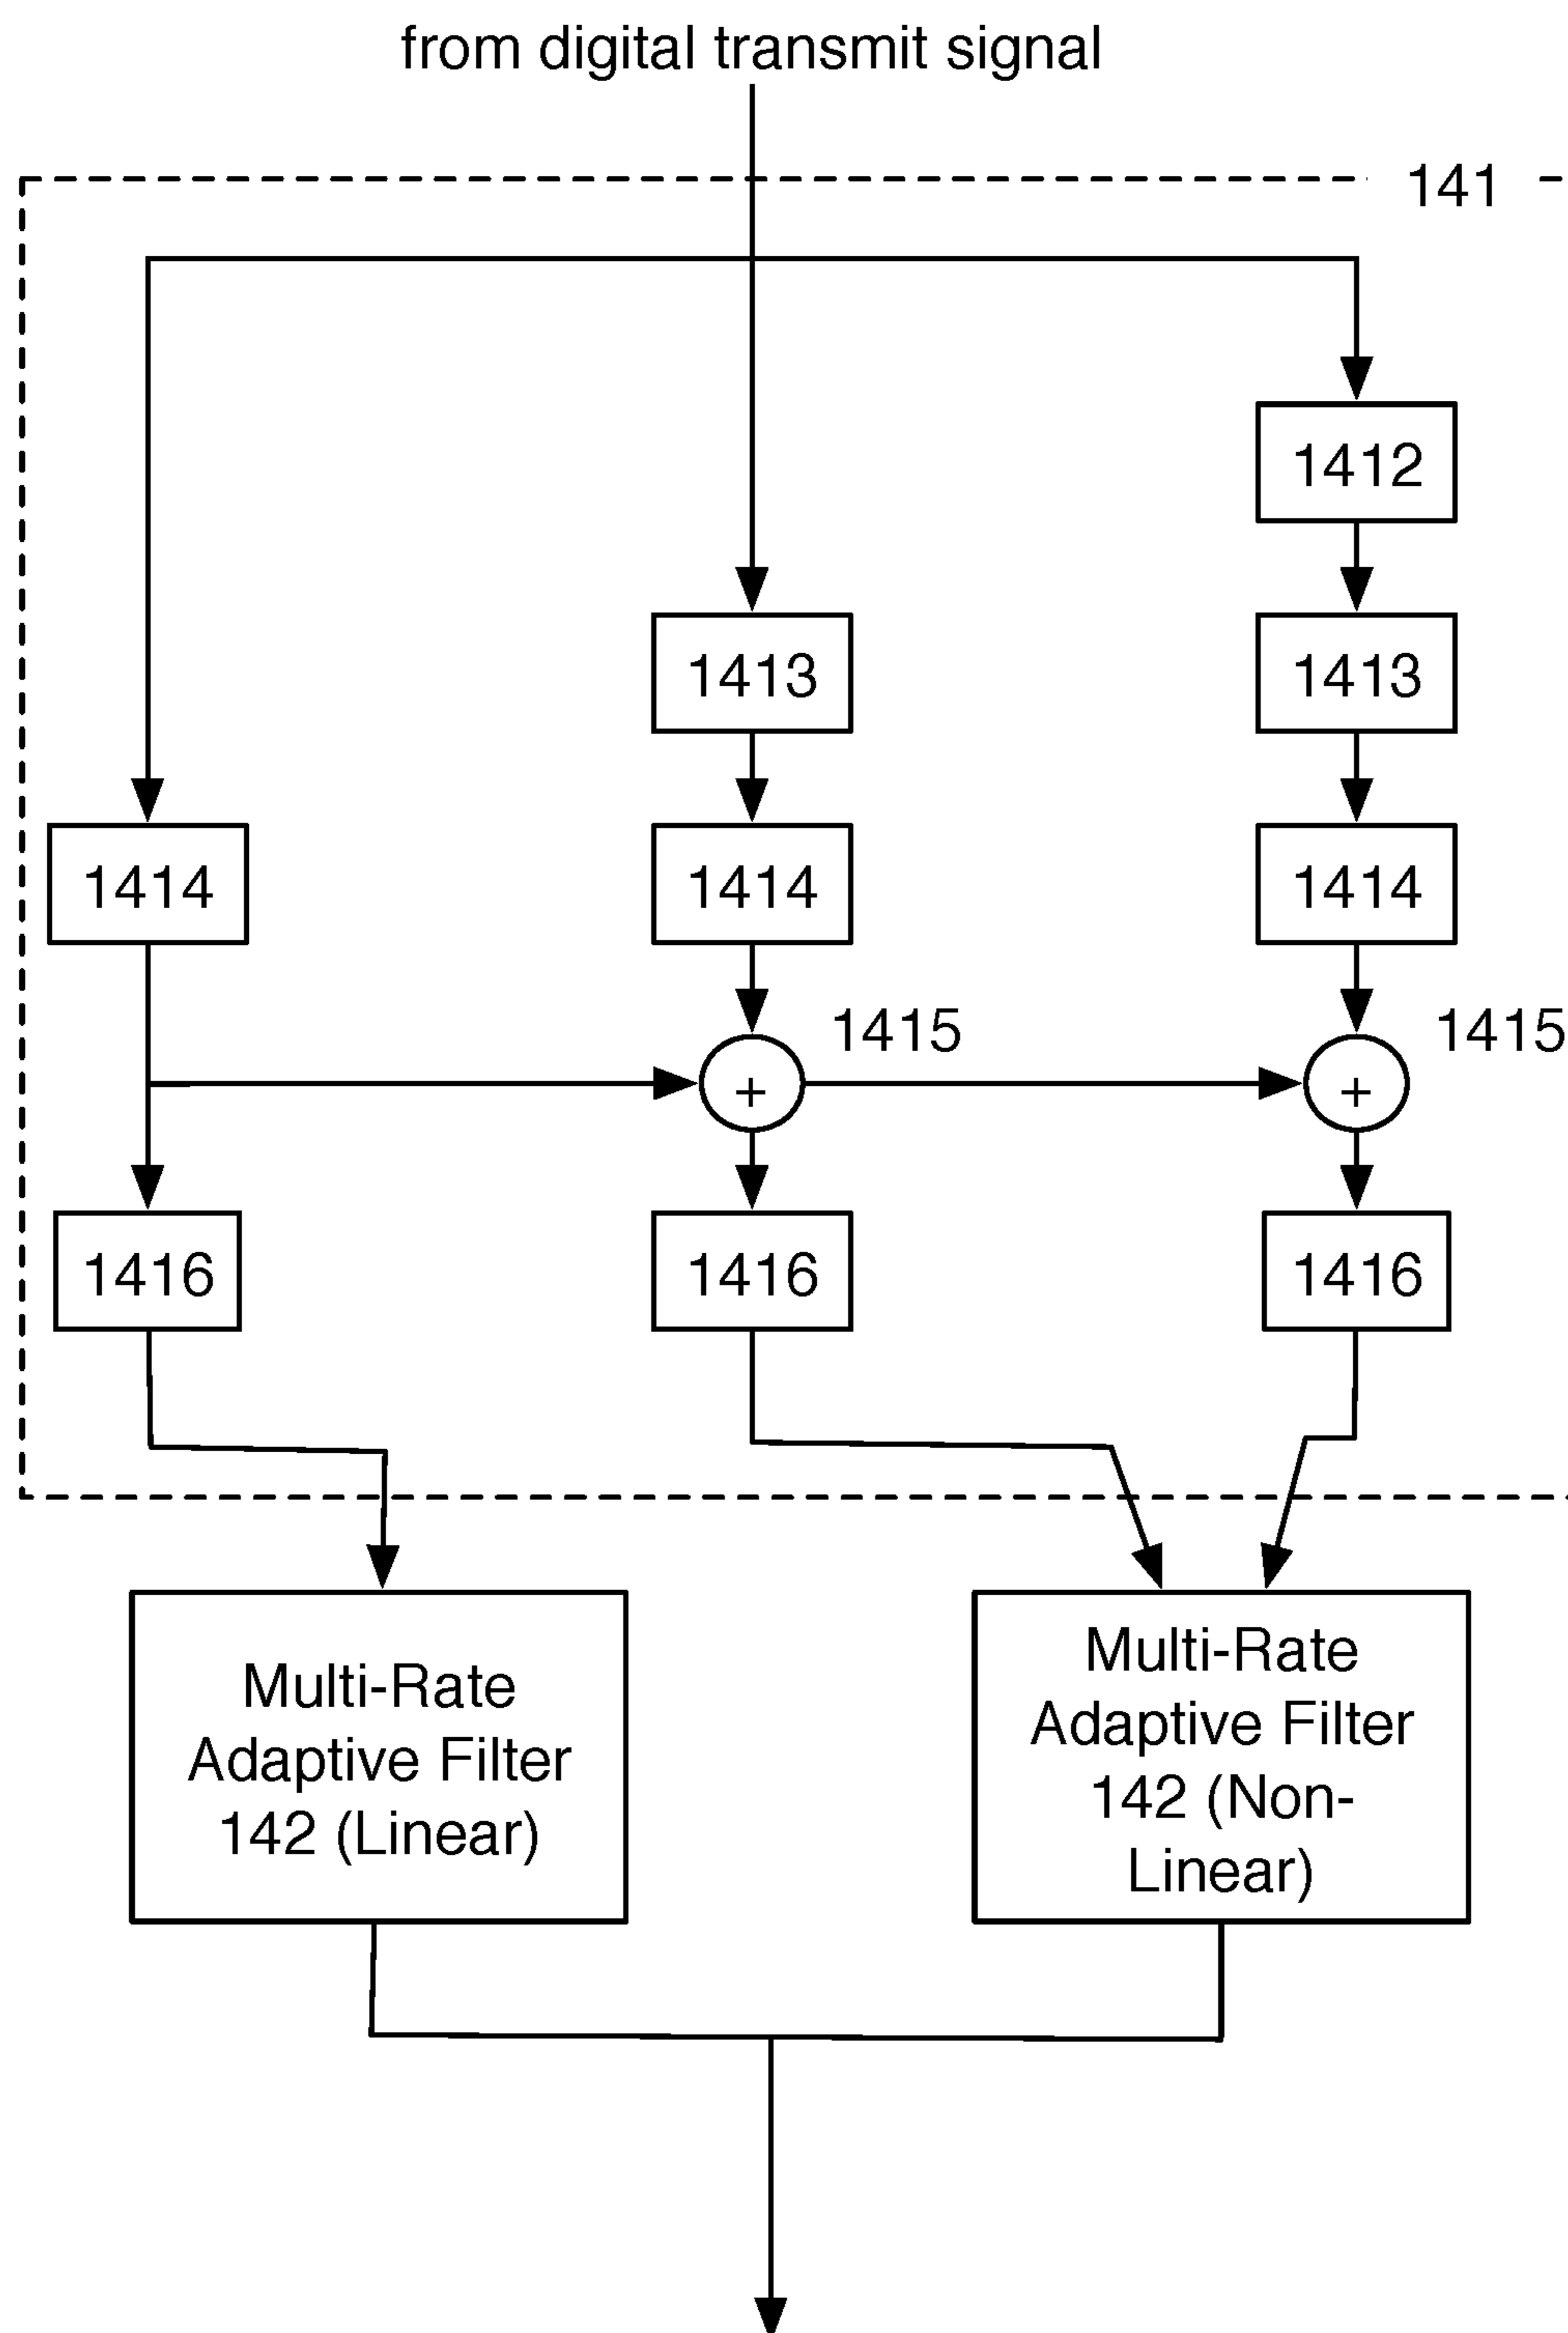 from digital transmit signal
141
1412
1413
1413
1414
1414
1414
1415
1415
+
+
1416
1416
1416
Multi-Rate
Adaptive Filter
142 (Linear)
Multi-Rate
Adaptive Filter
142 (Non-
Linear)